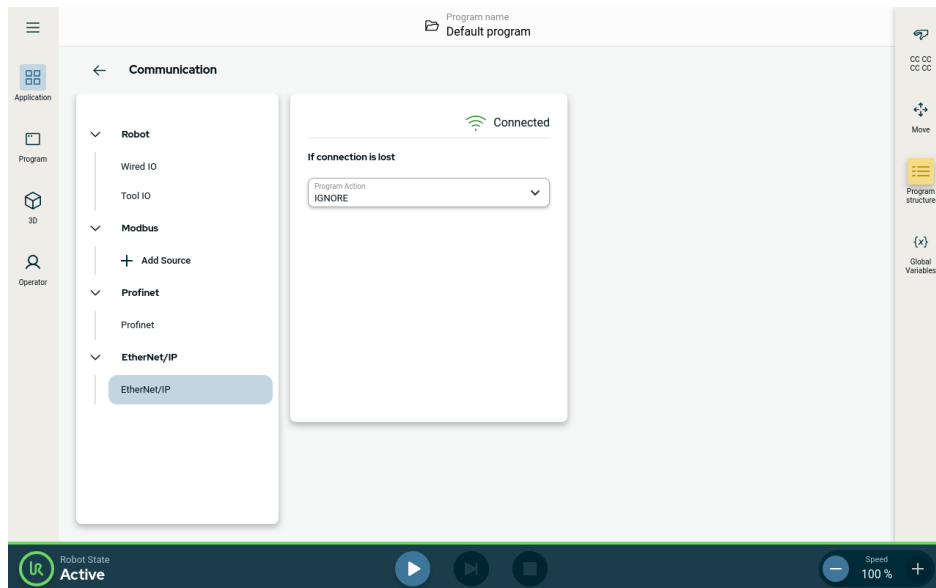 Program name
Default program
Application
Program
3D
Operator
Communication
Robot
Wired IO
Tool IO
Modbus
Add Source
Profinet
Profinet
EtherNet/IP
EtherNet/IP
Connected
If connection is lost
Program Action
IGNORE
CC CC
CC CC
Move
Program
structure
{x}
Global
Variables
UR
Robot State
Active
Speed
100 %